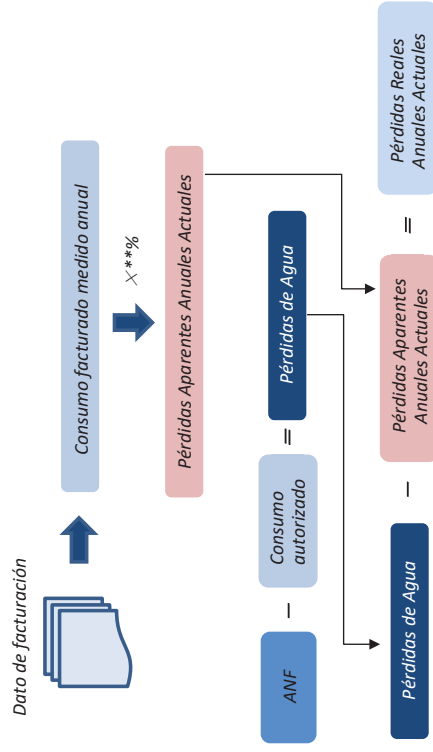 Dato de facturación
Consumo facturado medido anual
×**%
Pérdidas Aparentes Anuales Actuales
ANF
−
Consumo
autorizado
=
Pérdidas de Agua
Pérdidas de Agua
−
Pérdidas Aparentes
Anuales Actuales
=
Pérdidas Reales
Anuales Actuales